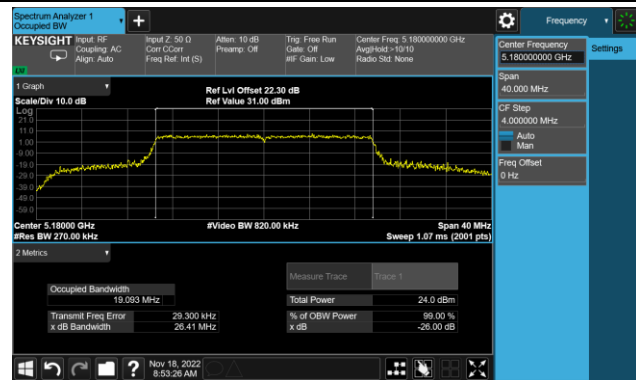 Spectrum Analyzer 1
Occupied BW
Frequency
KEYSIGHT
Input: RF
Coupling: AC
Align: Auto
Input Z: 50 Ω
Corr CCorr
Freq Ref: Int (S)
Atten: 10 dB
Preamp: Off
Trig: Free Run
Gate: Off
#IF Gain: Low
Center Freq: 5.180000000 GHz
Avg|Hold:>10/10
Radio Std: None
LW
Center Frequency
5.180000000 GHz
Settings
Span
40.000 MHz
CF Step
4.000000 MHz
Auto
Man
Freq Offset
0 Hz
1 Graph
Scale/Div 10.0 dB
Ref Lvl Offset 22.30 dB
Ref Value 31.00 dBm
Log
21.0
11.0
1.00
-9.00
-19.0
-29.0
-39.0
-49.0
-59.0
Center 5.18000 GHz
#Res BW 270.00 kHz
#Video BW 820.00 kHz
Span 40 MHz
Sweep 1.07 ms (2001 pts)
2 Metrics
Measure Trace
Trace 1
Occupied Bandwidth
19.093 MHz
Total Power
24.0 dBm
Transmit Freq Error
29.300 kHz
% of OBW Power
99.00 %
x dB Bandwidth
26.41 MHz
x dB
-26.00 dB
Nov 18, 2022
8:53:26 AM